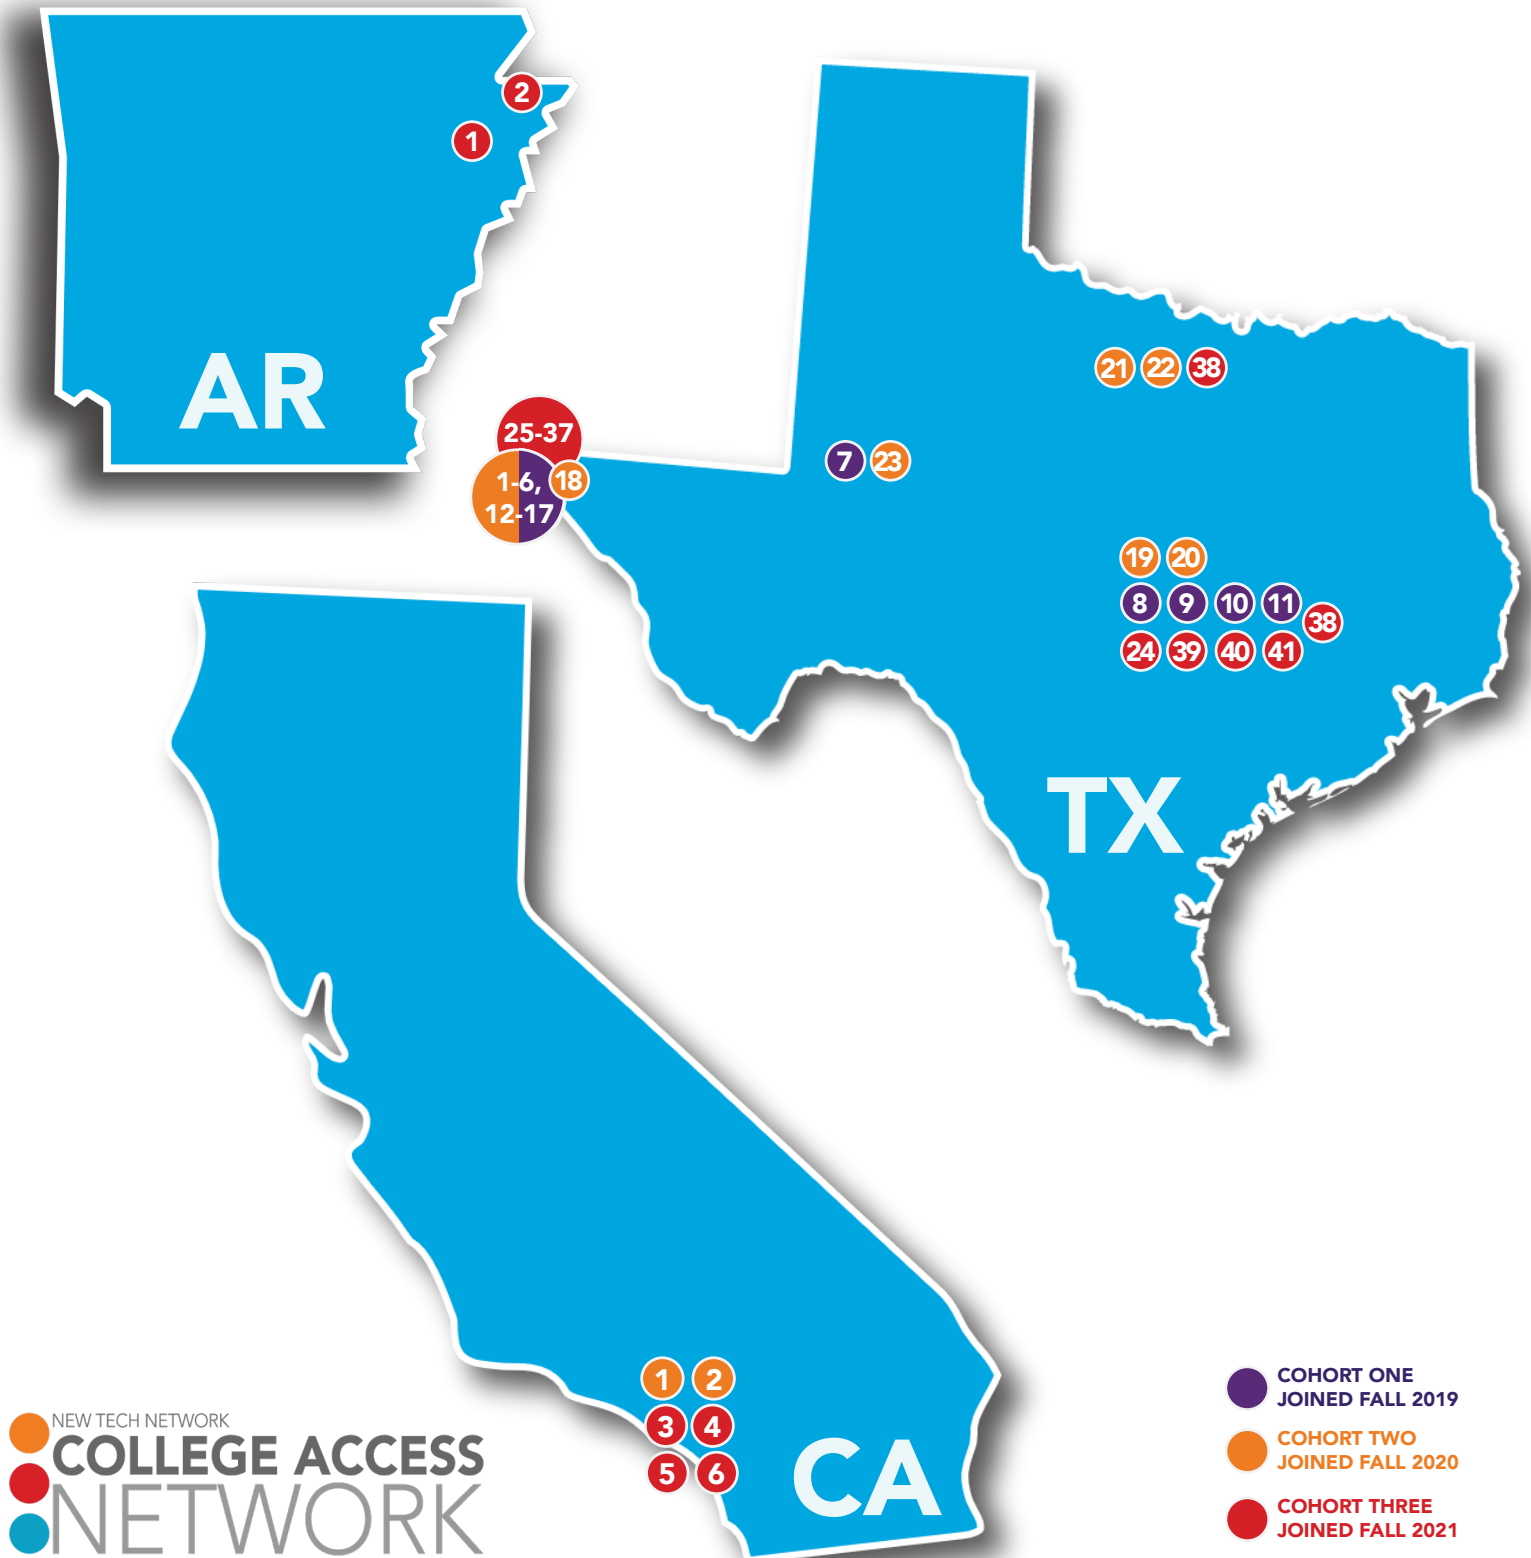 2
1
AR
25-37
1-6,
18
12-17
21 22 38
7 23
19 20
8 9 10 11
38
24 39 40 41
TX
1 2
3 4
5 6
CA
COHORT ONE
JOINED FALL 2019
COHORT TWO
JOINED FALL 2020
COHORT THREE
JOINED FALL 2021
NEW TECH NETWORK
COLLEGE ACCESS
NETWORK